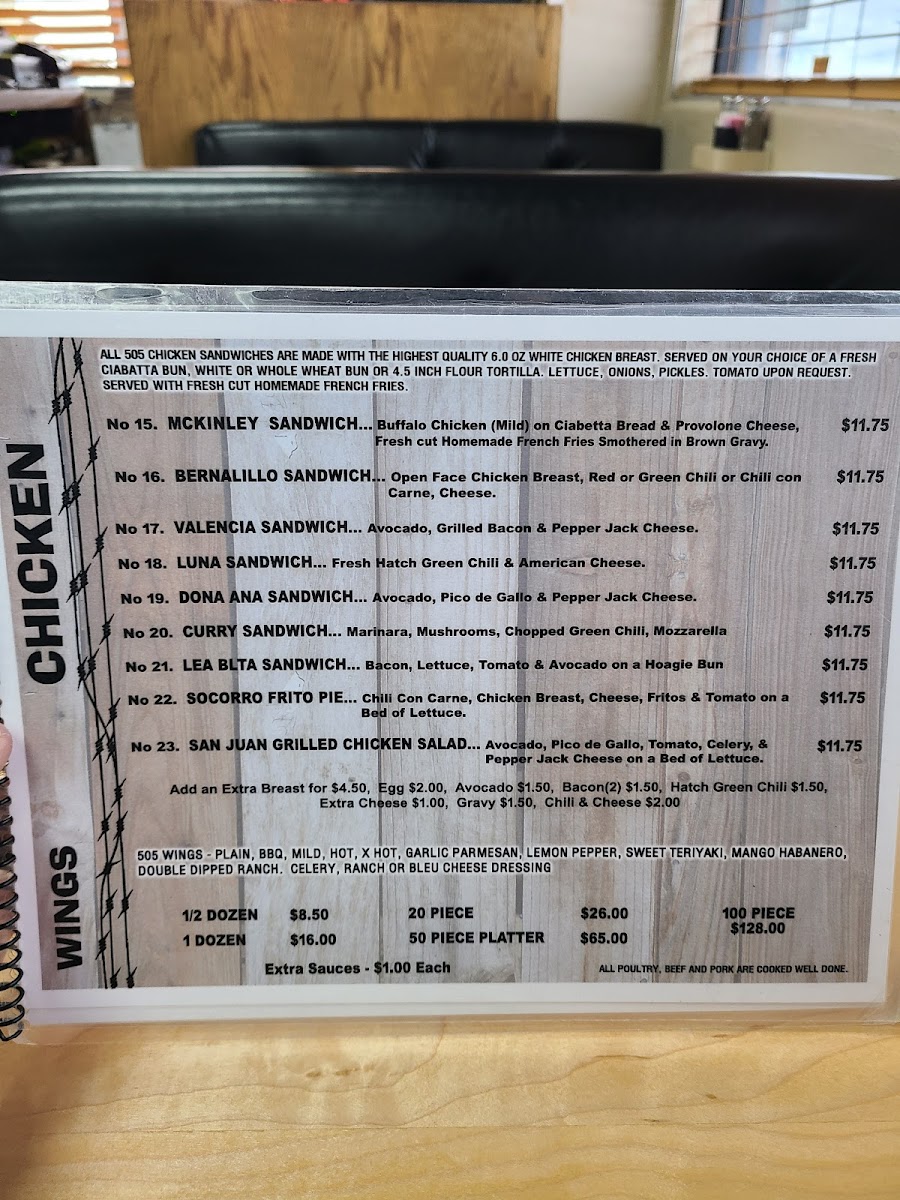 ALL 505 CHICKEN SANDWICHES ARE MADE WITH THE HIGHEST QUALITY 6.0 OZ WHITE CHICKEN BREAST. SERVED ON YOUR CHOICE OF A FRESH
CIABATTA BUN, WHITE OR WHOLE WHEAT BUN OR 4.5 INCH FLOUR TORTILLA. LETTUCE, ONIONS, PICKLES. TOMATO UPON REQUEST.
SERVED WITH FRESH CUT HOMEMADE FRENCH FRIES.
CHICKEN
No 15. MCKINLEY SANDWICH... Buffalo Chicken (Mild) on Ciabetta Bread & Provolone Cheese, $11.75
Fresh cut Homemade French Fries Smothered in Brown Gravy.
No 16. BERNALILLO SANDWICH... Open Face Chicken Breast, Red or Green Chili or Chili con $11.75
Carne, Cheese.
No 17. VALENCIA SANDWICH... Avocado, Grilled Bacon & Pepper Jack Cheese. $11.75
No 18. LUNA SANDWICH... Fresh Hatch Green Chili & American Cheese. $11.75
No 19. DONA ANA SANDWICH... Avocado, Pico de Gallo & Pepper Jack Cheese. $11.75
No 20. CURRY SANDWICH... Marinara, Mushrooms, Chopped Green Chili, Mozzarella $11.75
No 21. LEA BLTA SANDWICH... Bacon, Lettuce, Tomato & Avocado on a Hoagie Bun $11.75
No 22. SOCORRO FRITO PIE... Chili Con Carne, Chicken Breast, Cheese, Fritos & Tomato on a $11.75
Bed of Lettuce.
No 23. SAN JUAN GRILLED CHICKEN SALAD... Avocado, Pico de Gallo, Tomato, Celery, & $11.75
Pepper Jack Cheese on a Bed of Lettuce.
Add an Extra Breast for $4.50, Egg $2.00, Avocado $1.50, Bacon(2) $1.50, Hatch Green Chili $1.50,
Extra Cheese $1.00, Gravy $1.50, Chili & Cheese $2.00
WINGS
505 WINGS - PLAIN, BBQ, MILD, HOT, X HOT, GARLIC PARMESAN, LEMON PEPPER, SWEET TERIYAKI, MANGO HABANERO,
DOUBLE DIPPED RANCH. CELERY, RANCH OR BLEU CHEESE DRESSING
1/2 DOZEN $8.50 20 PIECE $26.00 100 PIECE
$128.00
1 DOZEN $16.00 50 PIECE PLATTER $65.00
Extra Sauces - $1.00 Each
ALL POULTRY, BEEF AND PORK ARE COOKED WELL DONE.